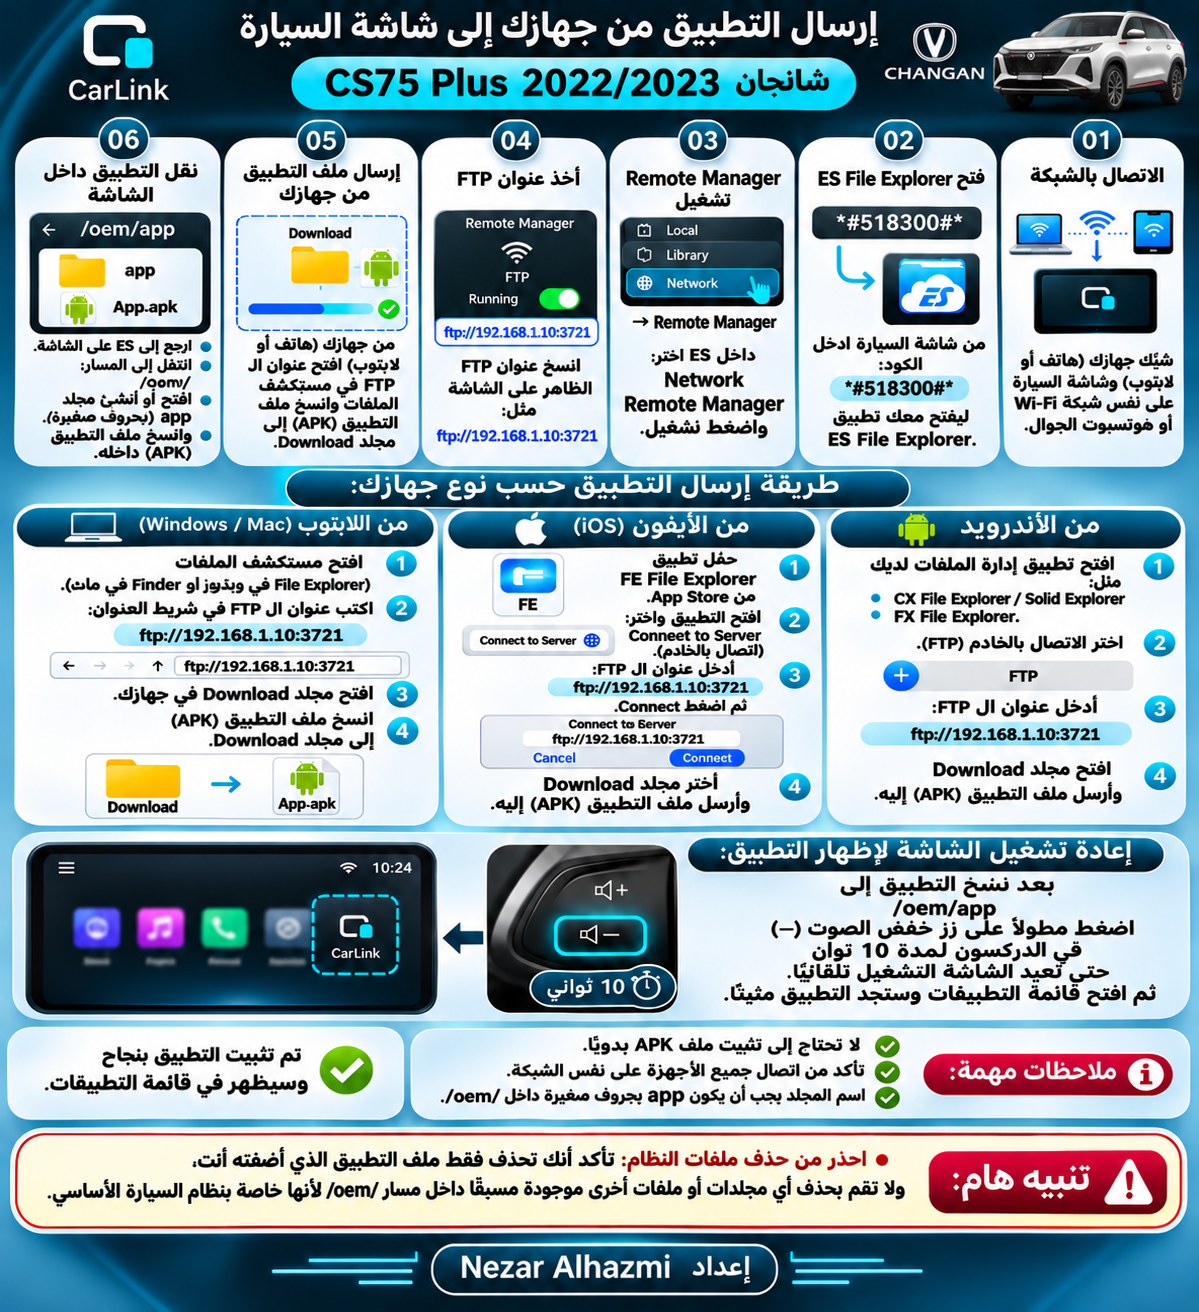 إرسال التطبيق من جهازك إلى شاشة السيارة
شانجان CS75 Plus 2022/2023
CHANGAN
CarLink
01
الاتصال بالشبكة
شبّك جهازك (هاتف أو
لابتوب) وشاشة السيارة
على نفس شبكة Wi-Fi
أو هوتسبوت الجوال.
02
فتح ES File Explorer
*#518300#*
ES
من شاشة السيارة ادخل
الكود:
*#518300#*
ليفتح معك تطبيق
ES File Explorer.
03
Remote Manager
تشغيل
Local
Library
Network
→ Remote Manager
داخل ES اختر:
Network
Remote Manager
واضغط تشغيل.
04
أخذ عنوان FTP
Remote Manager
FTP
Running
ftp://192.168.1.10:3721
انسخ عنوان FTP
الظاهر على الشاشة
مثل:
ftp://192.168.1.10:3721
05
إرسال ملف التطبيق
من جهازك
Download
من جهازك (هاتف أو
لابتوب) افتح عنوان ال
FTP في مستكشف
الملفات وانسخ ملف
التطبيق (APK) إلى
مجلد Download.
06
نقل التطبيق داخل
الشاشة
← /oem/app
app
App.apk
ارجع إلى ES على الشاشة.
انتقل إلى المسار:
/oem/
افتح أو أنشئ مجلد
app (بحروف صغيرة).
وانسخ ملف التطبيق
(APK) داخله.
طريقة إرسال التطبيق حسب نوع جهازك:
من الأندرويد
1 افتح تطبيق إدارة الملفات لديك
مثل:
CX File Explorer / Solid Explorer
FX File Explorer.
2 اختر الاتصال بالخادم (FTP).
+ FTP
3 أدخل عنوان ال FTP:
ftp://192.168.1.10:3721
4 افتح مجلد Download
وأرسل ملف التطبيق (APK) إليه.
من الأيفون (iOS)
1 حفل تطبيق
FE File Explorer
من App Store.
FE
2 افتح التطبيق واختر:
Connect to Server
(اتصال بالخادم).
Connect to Server
3 أدخل عنوان ال FTP:
ftp://192.168.1.10:3721
ثم اضغط Connect.
Connect to Server
ftp://192.168.1.10:3721
Cancel
Connect
4 أختر مجلد Download
وأرسل ملف التطبيق (APK) إليه.
من اللابتوب (Windows / Mac)
1 افتح مستكشف الملفات
(File Explorer في ويندوز او Finder في ماك).
2 اكتب عنوان ال FTP في شريط العنوان:
ftp://192.168.1.10:3721
ftp://192.168.1.10:3721
3 افتح مجلد Download في جهازك.
4 انسخ ملف التطبيق (APK)
إلى مجلد Download.
Download
App.apk
إعادة تشغيل الشاشة لإظهار التطبيق:
بعد نسخ التطبيق إلى
/oem/app
اضغط مطولاً على زز خفض الصوت (—)
في الدركسون لمدة 10 ثوان
حتى تعيد الشاشة التشغيل تلقائيًا.
ثم افتح قائمة التطبيقات وستجد التطبيق مثبتًا.
10 ثواني
10:24
CarLink
ملاحظات مهمة:
لا تحتاج إلى تثبيت ملف APK يدويًا.
تأكد من اتصال جميع الأجهزة على نفس الشبكة.
اسم المجلد يجب أن يكون app بحروف صغيرة داخل /oem/.
تم تثبيت التطبيق بنجاح
وسيظهر في قائمة التطبيقات.
تنبيه هام:
احذر من حذف ملفات النظام: تأكد أنك تحذف فقط ملف التطبيق الذي أضفته أنت،
ولا تقم بحذف أي مجلدات أو ملفات أخرى موجودة مسبقًا داخل مسار /oem/ لأنها خاصة بنظام السيارة الأساسي.
إعداد Nezar Alhazmi